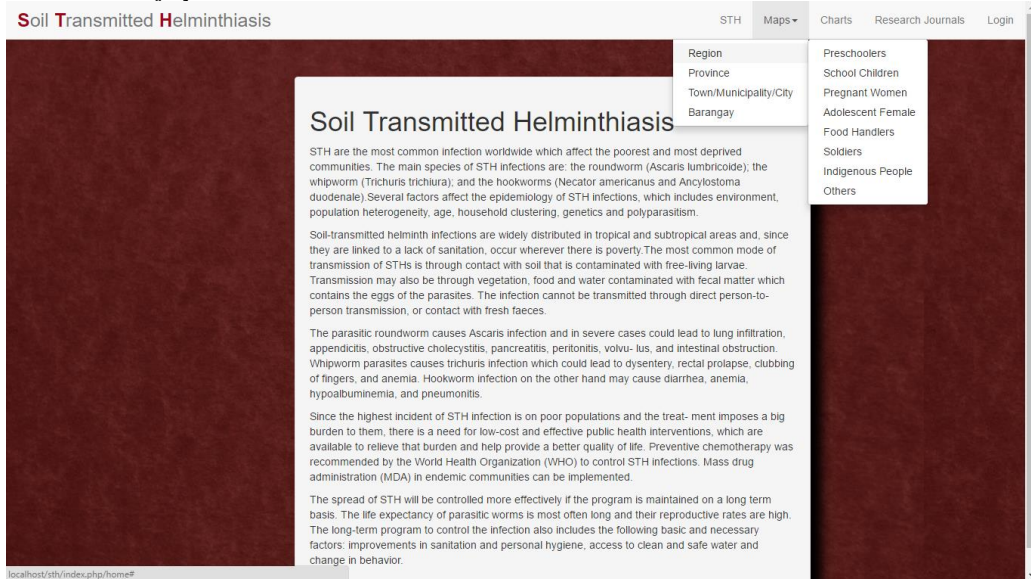 Soil Transmitted Helminthiasis
STH Maps Charts Research Journals Login
Region
Province
Town/Municipality/City
Barangay
Preschoolers
School Children
Pregnant Women
Adolescent Female
Food Handlers
Soldiers
Indigenous People
Others
Soil Transmitted Helminthiasis
STH are the most common infection worldwide which affect the poorest and most deprived
communities. The main species of STH infections are: the roundworm (Ascaris lumbricoide); the
whipworm (Trichuris trichiura); and the hookworms (Necator americanus and Ancylostoma
duodenale).Several factors affect the epidemiology of STH infections, which includes environment,
population heterogeneity, age, household clustering, genetics and polyparasitism.
Soil-transmitted helminth infections are widely distributed in tropical and subtropical areas and, since
they are linked to a lack of sanitation, occur wherever there is poverty.The most common mode of
transmission of STHs is through contact with soil that is contaminated with free-living larvae.
Transmission may also be through vegetation, food and water contaminated with fecal matter which
contains the eggs of the parasites. The infection cannot be transmitted through direct person-to-
person transmission, or contact with fresh faeces.
The parasitic roundworm causes Ascaris infection and in severe cases could lead to lung infiltration,
appendicitis, obstructive cholecystitis, pancreatitis, peritonitis, volvu- lus, and intestinal obstruction.
Whipworm parasites causes trichuris infection which could lead to dysentery, rectal prolapse, clubbing
of fingers, and anemia. Hookworm infection on the other hand may cause diarrhea, anemia,
hypoalbuminemia, and pneumonitis.
Since the highest incident of STH infection is on poor populations and the treat- ment imposes a big
burden to them, there is a need for low-cost and effective public health interventions, which are
available to relieve that burden and help provide a better quality of life. Preventive chemotherapy was
recommended by the World Health Organization (WHO) to control STH infections. Mass drug
administration (MDA) in endemic communities can be implemented.
The spread of STH will be controlled more effectively if the program is maintained on a long term
basis. The life expectancy of parasitic worms is most often long and their reproductive rates are high.
The long-term program to control the infection also includes the following basic and necessary
factors: improvements in sanitation and personal hygiene, access to clean and safe water and
change in behavior.
localhost/sth/index.php/home#